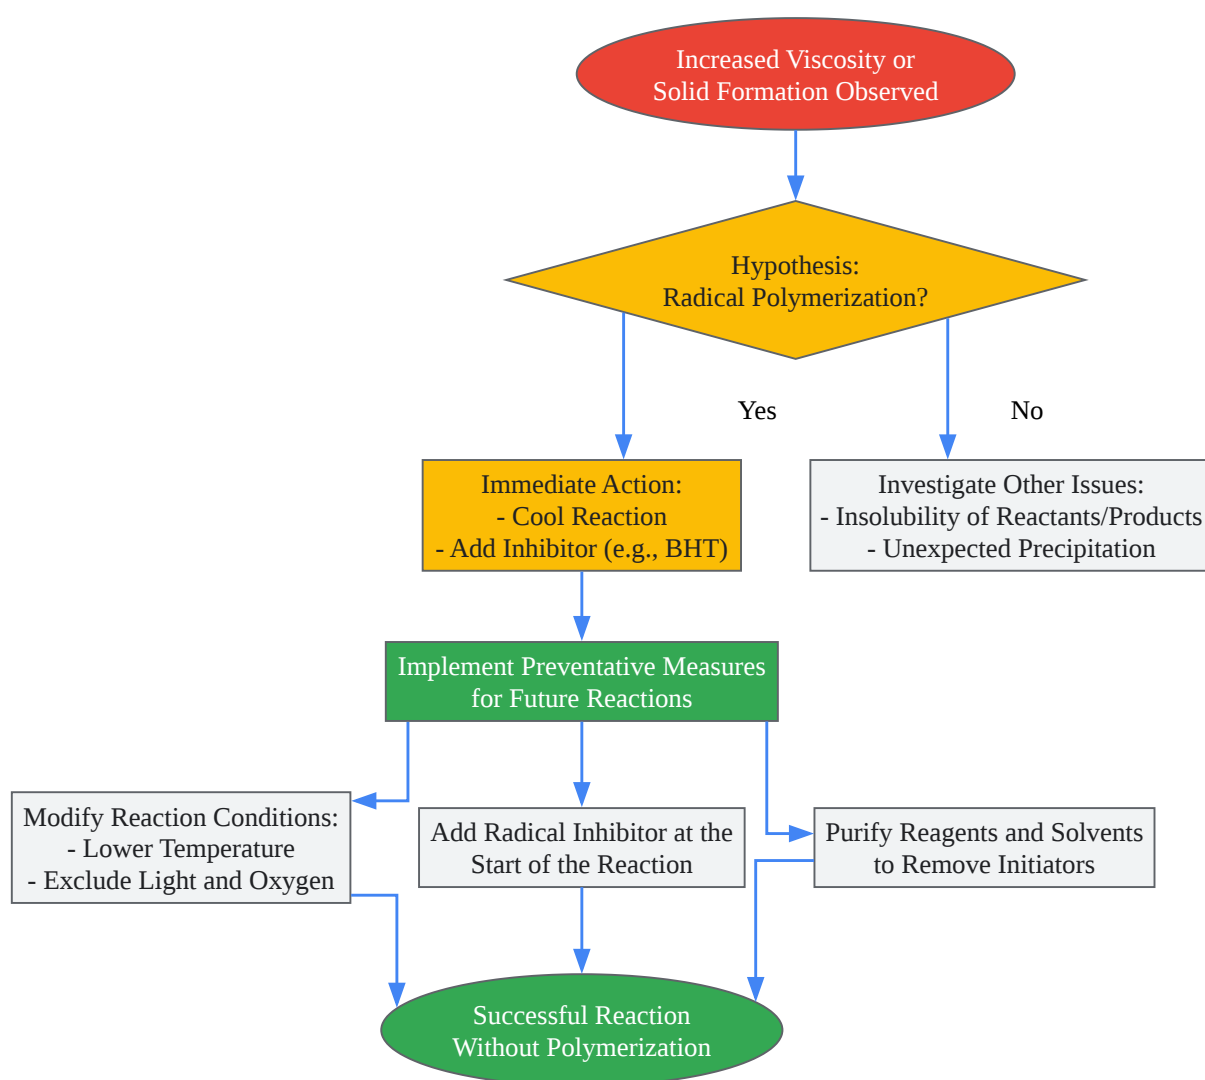 Increased Viscosity or
Solid Formation Observed
Hypothesis:
Radical Polymerization?
Yes
No
Immediate Action:
- Cool Reaction
- Add Inhibitor (e.g., BHT)
Investigate Other Issues:
- Insolubility of Reactants/Products
- Unexpected Precipitation
Implement Preventative Measures
for Future Reactions
Modify Reaction Conditions:
- Lower Temperature
- Exclude Light and Oxygen
Add Radical Inhibitor at the
Start of the Reaction
Purify Reagents and Solvents
to Remove Initiators
Successful Reaction
Without Polymerization